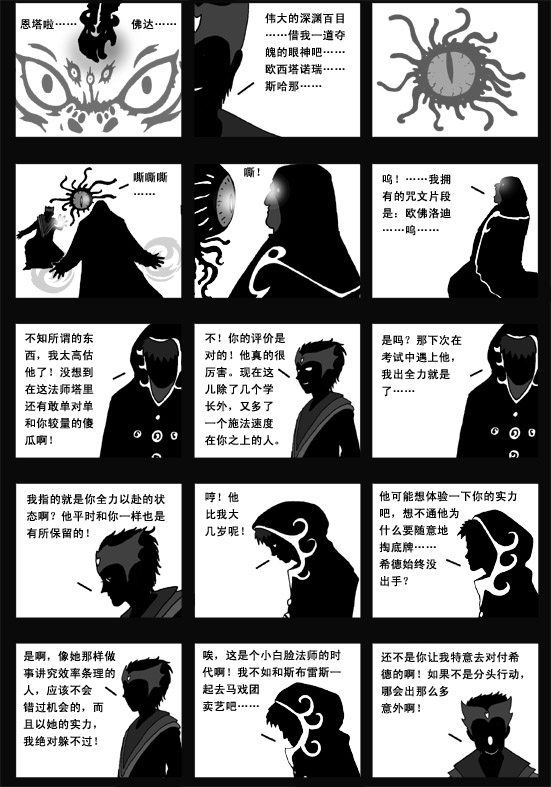 恩塔啦……
佛达……
伟大的深渊百目
……借我一道夺
魄的眼神吧……
欧西塔诺瑞……
斯哈那……
嘶嘶嘶
……
嘶！
呜！……我拥
有的咒文片段
是：欧佛洛迪
……呜……
不知所谓的东
西，我太高估
他了！没想到
在这法师塔里
还有敢单对单
和你较量的傻
瓜啊！
不！你的评价是
对的！他真的很
厉害。现在这
儿除了几个学
长外，又多了
一个施法速度
在你之上的人。
是吗？那下次在
考试中遇上他，
我出全力就是
了……
我指的就是你全力以赴的状
态啊？他平时和你一样也是
有所保留的！
哼！他
比我大
几岁呢！
他可能想体验一下你的实力
吧，想不通他为
什么要随意地
掏底牌……
希德始终没
出手？
是啊，像她那样做
事讲究效率条理的
人，应该不会
错过机会的，而
且以她的实力，
我绝对躲不过！
唉，这是个小白脸法师的时
代啊！我不如和斯布雷斯一
起去马戏团
卖艺吧……
还不是你让我特意去对付希
德的啊！如果不是分头行动，
哪会出那么多
意外啊！